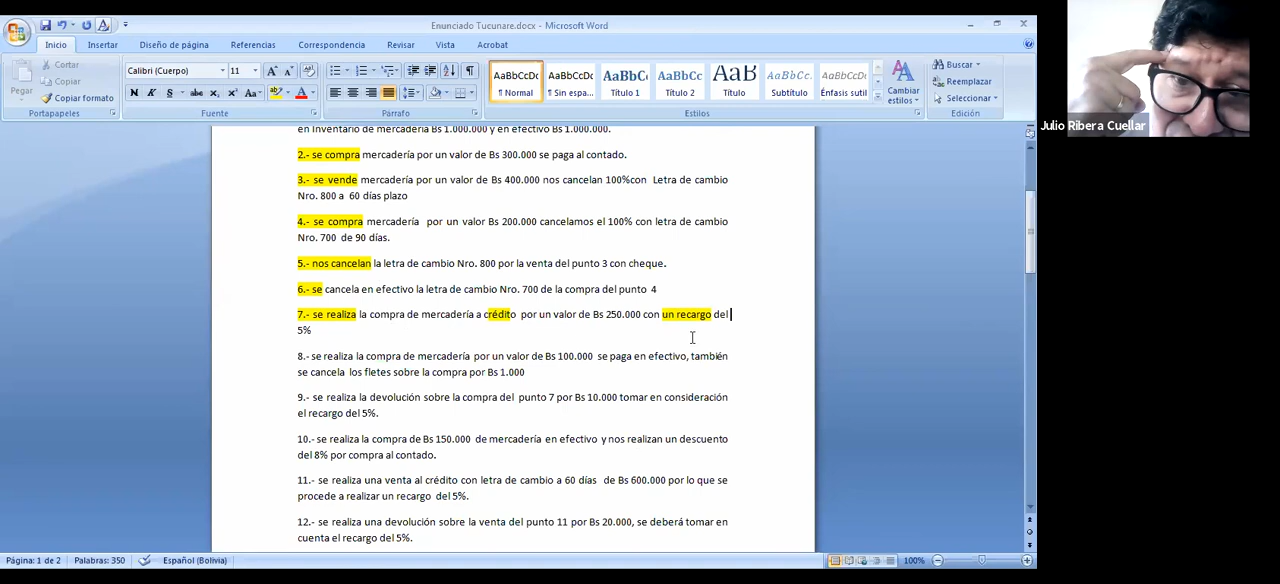 Enunciado Tucunare.docx - Microsoft Word
Inicio Insertar Diseño de página Referencias Correspondencia Revisar Vista Acrobat
Pegar
Cortar
Copiar
Copiar formato
Portapapeles
Calibri (Cuerpo) 11
N K S abc x₂ x² Aa
Fuente
Párrafo
AaBbCcDc AaBbCcDc AaBbC AaBbCc AaB AaBbCc. AaBbCcDc
¶ Normal ¶ Sin espa... Título 1 Título 2 Título Subtítulo Énfasis sutil
Estilos
Cambiar estilos
Buscar
Reemplazar
Seleccionar
Edición
Julio Ribera Cuellar
en Inventario de mercadería Bs 1.000.000 y en efectivo Bs 1.000.000.
2.- se compra mercadería por un valor de Bs 300.000 se paga al contado.
3.- se vende mercadería por un valor de Bs 400.000 nos cancelan 100%con Letra de cambio
Nro. 800 a 60 días plazo
4.- se compra mercadería por un valor Bs 200.000 cancelamos el 100% con letra de cambio
Nro. 700 de 90 días.
5.- nos cancelan la letra de cambio Nro. 800 por la venta del punto 3 con cheque.
6.- se cancela en efectivo la letra de cambio Nro. 700 de la compra del punto 4
7.- se realiza la compra de mercadería a crédito por un valor de Bs 250.000 con un recargo del
5%
8.- se realiza la compra de mercadería por un valor de Bs 100.000 se paga en efectivo, también
se cancela los fletes sobre la compra por Bs 1.000
9.- se realiza la devolución sobre la compra del punto 7 por Bs 10.000 tomar en consideración
el recargo del 5%.
10.- se realiza la compra de Bs 150.000 de mercadería en efectivo y nos realizan un descuento
del 8% por compra al contado.
11.- se realiza una venta al crédito con letra de cambio a 60 días de Bs 600.000 por lo que se
procede a realizar un recargo del 5%.
12.- se realiza una devolución sobre la venta del punto 11 por Bs 20.000, se deberá tomar en
cuenta el recargo del 5%.
Página: 1 de 2 Palabras: 350 Español (Bolivia) 100%